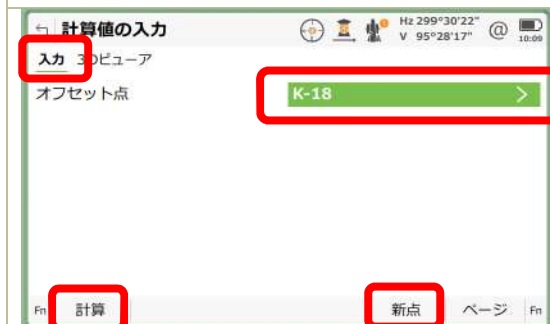 計算値の入力
Hz 299°30'22"
V 95°28'17"
@
10:09
入力 3Dビューア
オフセット点 K-18
Fn 計算 新点 ページ Fn